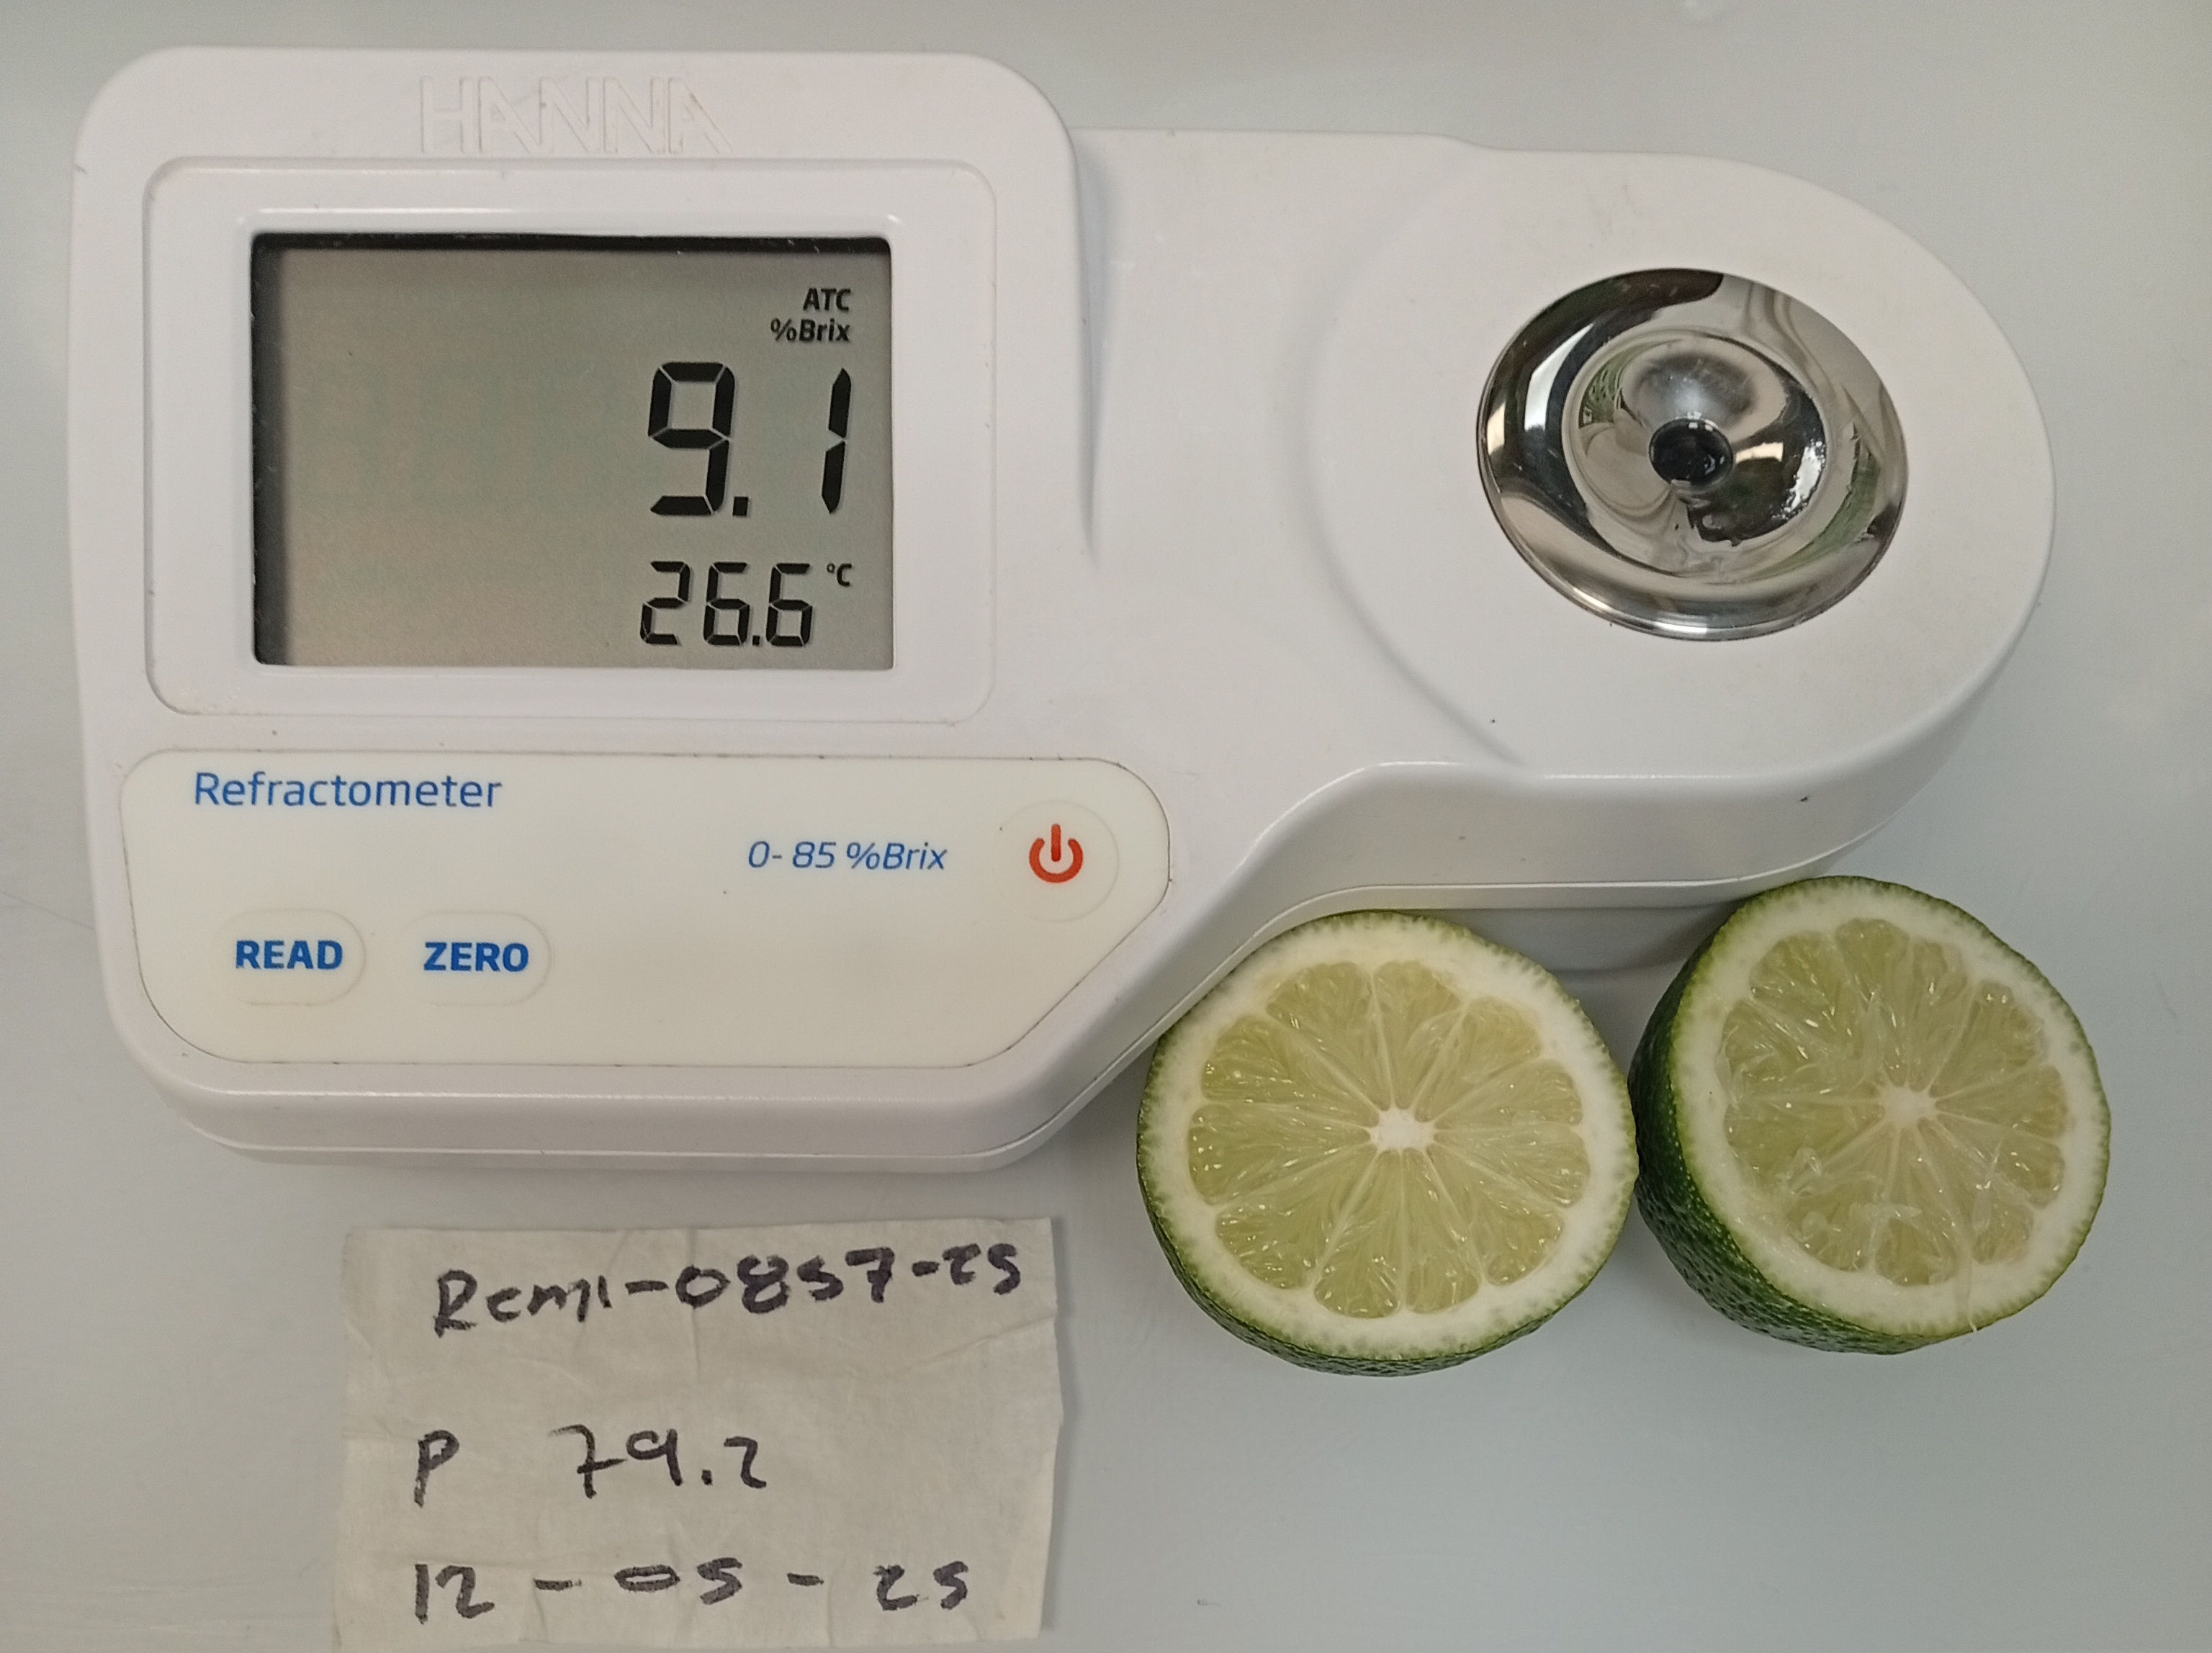 HANNA
ATC
%Brix
9.1
26.6 °C
Refractometer
0-85 %Brix
READ ZERO
Rcm1-0857-25
P 79.2
12-05-25